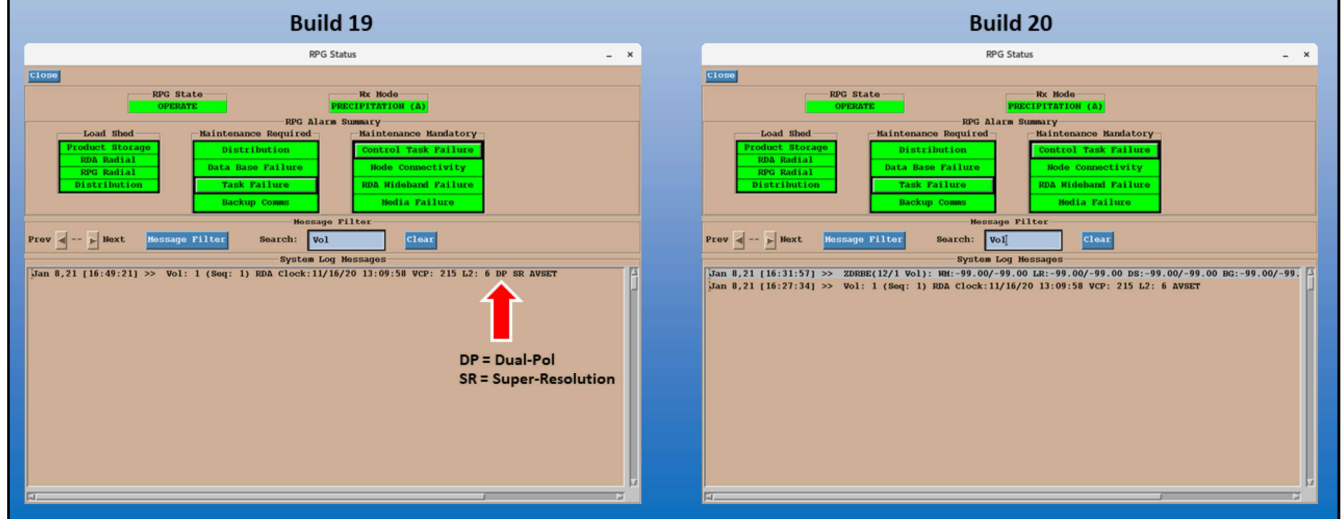 Build 19
RPG Status
Close
RPG State
Wx Mode
OPERATE
PRECIPITATION (A)
RPG Alarm Summary
Load Shed
Maintenance Required
Maintenance Mandatory
Product Storage
RDA Radial
RPG Radial
Distribution
Distribution
Data Base Failure
Task Failure
Backup Comms
Control Task Failure
Node Connectivity
RDA Wideband Failure
Media Failure
Message Filter
Prev -- Next Message Filter Search: Vol Clear
System Log Messages
Jan 8,21 [16:49:21] >> Vol: 1 (Seq: 1) RDA Clock:11/16/20 13:09:58 VCP: 215 L2: 6 DP SR AVSET
DP = Dual-Pol
SR = Super-Resolution
Build 20
RPG Status
Close
RPG State
Wx Mode
OPERATE
PRECIPITATION (A)
RPG Alarm Summary
Load Shed
Maintenance Required
Maintenance Mandatory
Product Storage
RDA Radial
RPG Radial
Distribution
Distribution
Data Base Failure
Task Failure
Backup Comms
Control Task Failure
Node Connectivity
RDA Wideband Failure
Media Failure
Message Filter
Prev -- Next Message Filter Search: Vol Clear
System Log Messages
Jan 8,21 [16:31:57] >> ZDRBE(12/1 Vol): WM:-99.00/-99.00 LR:-99.00/-99.00 DS:-99.00/-99.00 BG:-99.00/-99.
Jan 8,21 [16:27:34] >> Vol: 1 (Seq: 1) RDA Clock:11/16/20 13:09:58 VCP: 215 L2: 6 AVSET